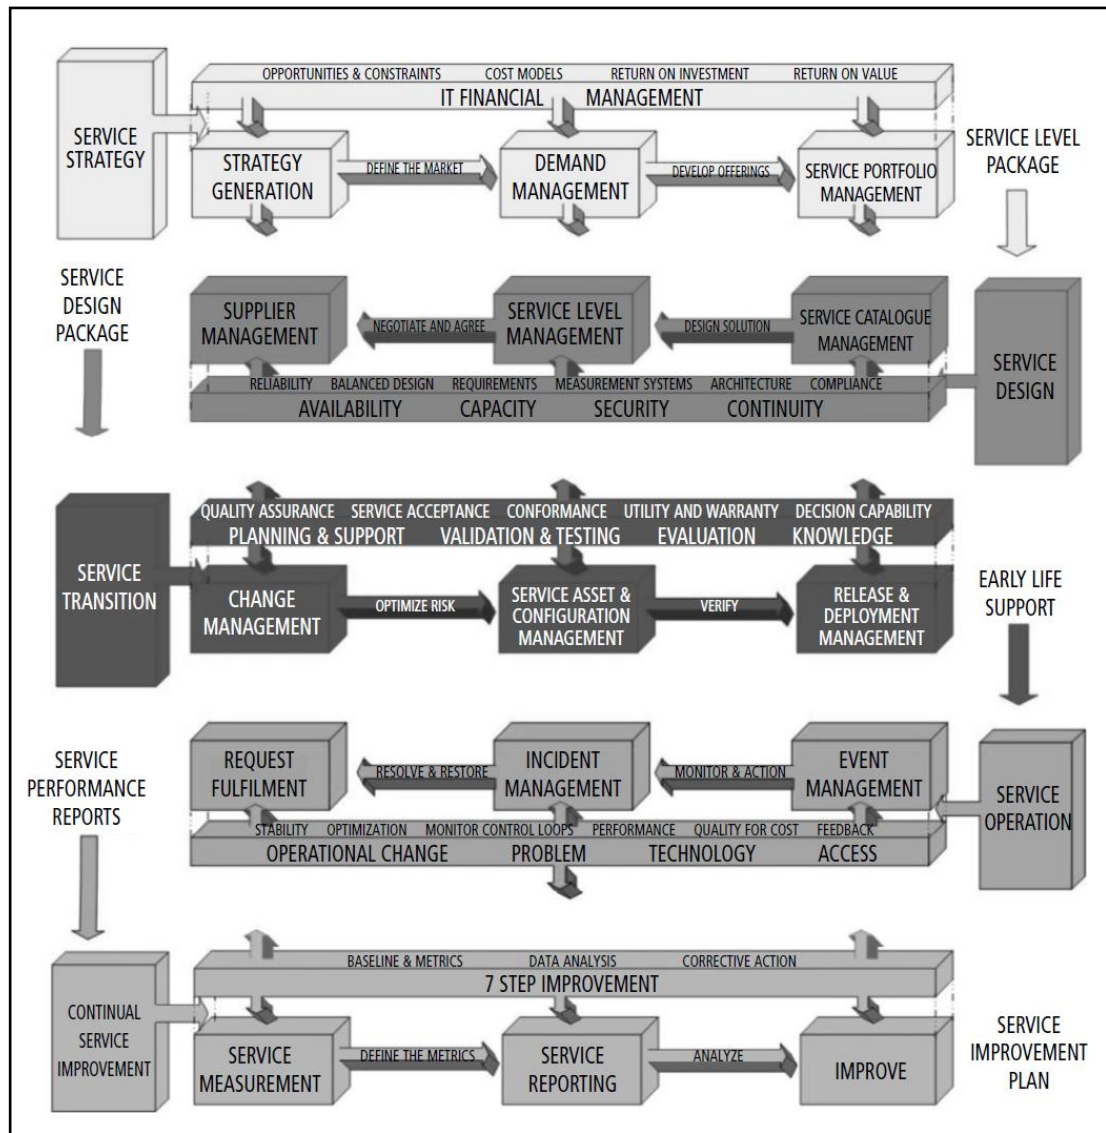 OPPORTUNITIES & CONSTRAINTS COST MODELS RETURN ON INVESTMENT RETURN ON VALUE
IT FINANCIAL MANAGEMENT
SERVICE
STRATEGY
STRATEGY
GENERATION
DEFINE THE MARKET
DEMAND
MANAGEMENT
DEVELOP OFFERINGS
SERVICE PORTFOLIO
MANAGEMENT
SERVICE LEVEL
PACKAGE
SERVICE
DESIGN
PACKAGE
SUPPLIER
MANAGEMENT
NEGOTIATE AND AGREE
SERVICE LEVEL
MANAGEMENT
DESIGN SOLUTION
SERVICE CATALOGUE
MANAGEMENT
RELIABILITY BALANCED DESIGN REQUIREMENTS MEASUREMENT SYSTEMS ARCHITECTURE COMPLIANCE
AVAILABILITY CAPACITY SECURITY CONTINUITY
SERVICE
DESIGN
QUALITY ASSURANCE SERVICE ACCEPTANCE CONFORMANCE UTILITY AND WARRANTY DECISION CAPABILITY
PLANNING & SUPPORT VALIDATION & TESTING EVALUATION KNOWLEDGE
SERVICE
TRANSITION
CHANGE
MANAGEMENT
OPTIMIZE RISK
SERVICE ASSET &
CONFIGURATION
MANAGEMENT
VERIFY
RELEASE &
DEPLOYMENT
MANAGEMENT
EARLY LIFE
SUPPORT
SERVICE
PERFORMANCE
REPORTS
REQUEST
FULFILMENT
RESOLVE & RESTORE
INCIDENT
MANAGEMENT
MONITOR & ACTION
EVENT
MANAGEMENT
STABILITY OPTIMIZATION MONITOR CONTROL LOOPS PERFORMANCE QUALITY FOR COST FEEDBACK
OPERATIONAL CHANGE PROBLEM TECHNOLOGY ACCESS
SERVICE
OPERATION
BASELINE & METRICS DATA ANALYSIS CORRECTIVE ACTION
7 STEP IMPROVEMENT
CONTINUAL
SERVICE
IMPROVEMENT
SERVICE
MEASUREMENT
DEFINE THE METRICS
SERVICE
REPORTING
ANALYZE
IMPROVE
SERVICE
IMPROVEMENT
PLAN